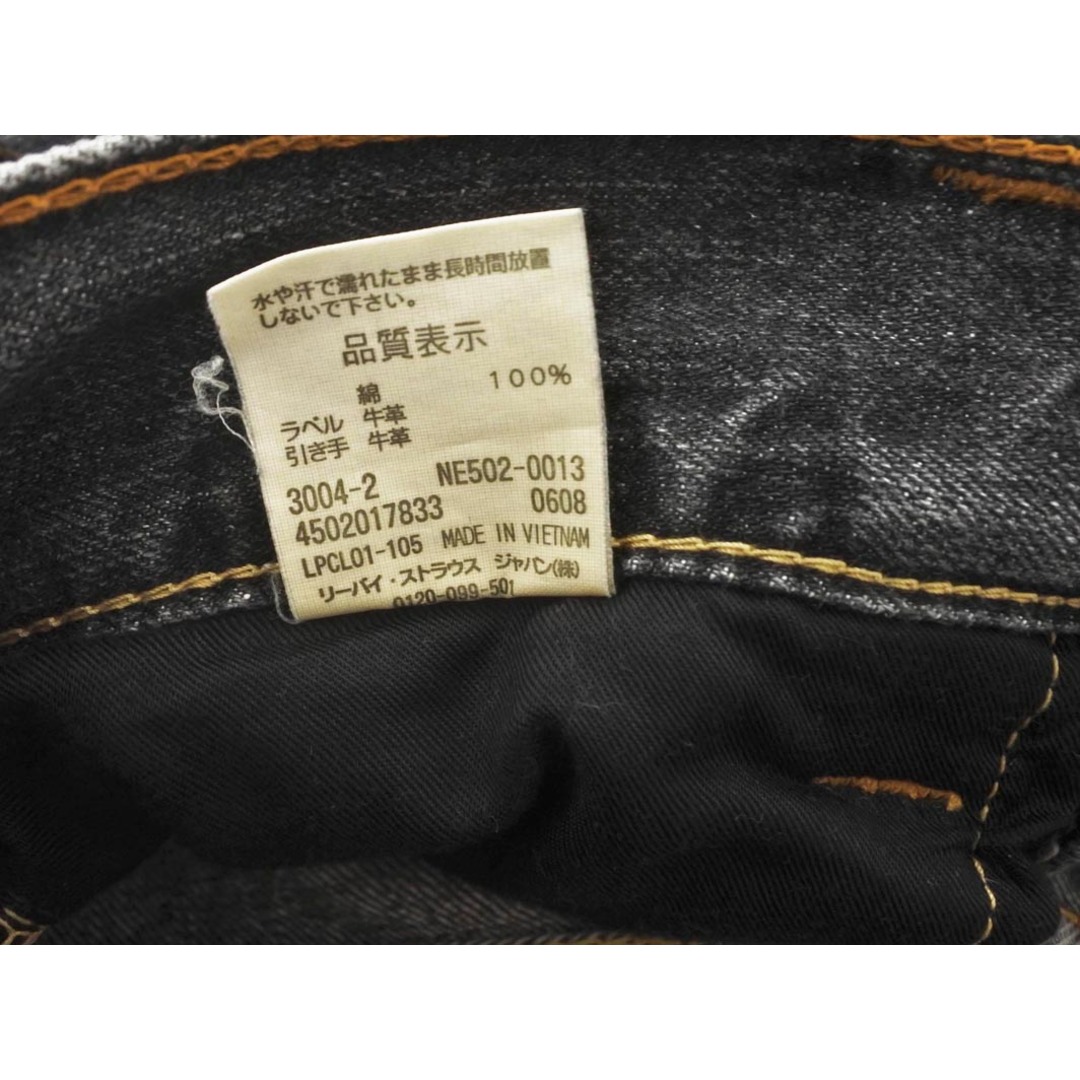 水や汗で濡れたまま長時間放置
しないで下さい。
品質表示
綿 100%
ラベル 牛革
引き手 牛革
3004-2 NE502-0013
4502017833 0608
LPCL01-105 MADE IN VIETNAM
リーバイ・ストラウス ジャパン(株)
0120-099-501